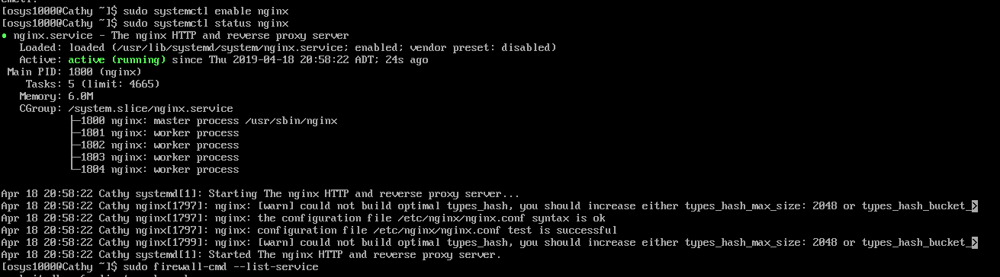 [osys1000@Cathy ~]$ sudo systemctl enable nginx
[osys1000@Cathy ~]$ sudo systemctl status nginx
● nginx.service - The nginx HTTP and reverse proxy server
Loaded: loaded (/usr/lib/systemd/system/nginx.service; enabled; vendor preset: disabled)
Active: active (running) since Thu 2019-04-18 20:58:22 ADT; 24s ago
Main PID: 1800 (nginx)
Tasks: 5 (limit: 4665)
Memory: 6.0M
CGroup: /system.slice/nginx.service
├─1800 nginx: master process /usr/sbin/nginx
├─1801 nginx: worker process
├─1802 nginx: worker process
├─1803 nginx: worker process
└─1804 nginx: worker process
Apr 18 20:58:22 Cathy systemd[1]: Starting The nginx HTTP and reverse proxy server...
Apr 18 20:58:22 Cathy nginx[1797]: nginx: [warn] could not build optimal types_hash, you should increase either types_hash_max_size: 2048 or types_hash_bucket_>
Apr 18 20:58:22 Cathy nginx[1797]: nginx: the configuration file /etc/nginx/nginx.conf syntax is ok
Apr 18 20:58:22 Cathy nginx[1797]: nginx: configuration file /etc/nginx/nginx.conf test is successful
Apr 18 20:58:22 Cathy nginx[1799]: nginx: [warn] could not build optimal types_hash, you should increase either types_hash_max_size: 2048 or types_hash_bucket_>
Apr 18 20:58:22 Cathy systemd[1]: Started The nginx HTTP and reverse proxy server.
[osys1000@Cathy ~]$ sudo firewall-cmd --list-service